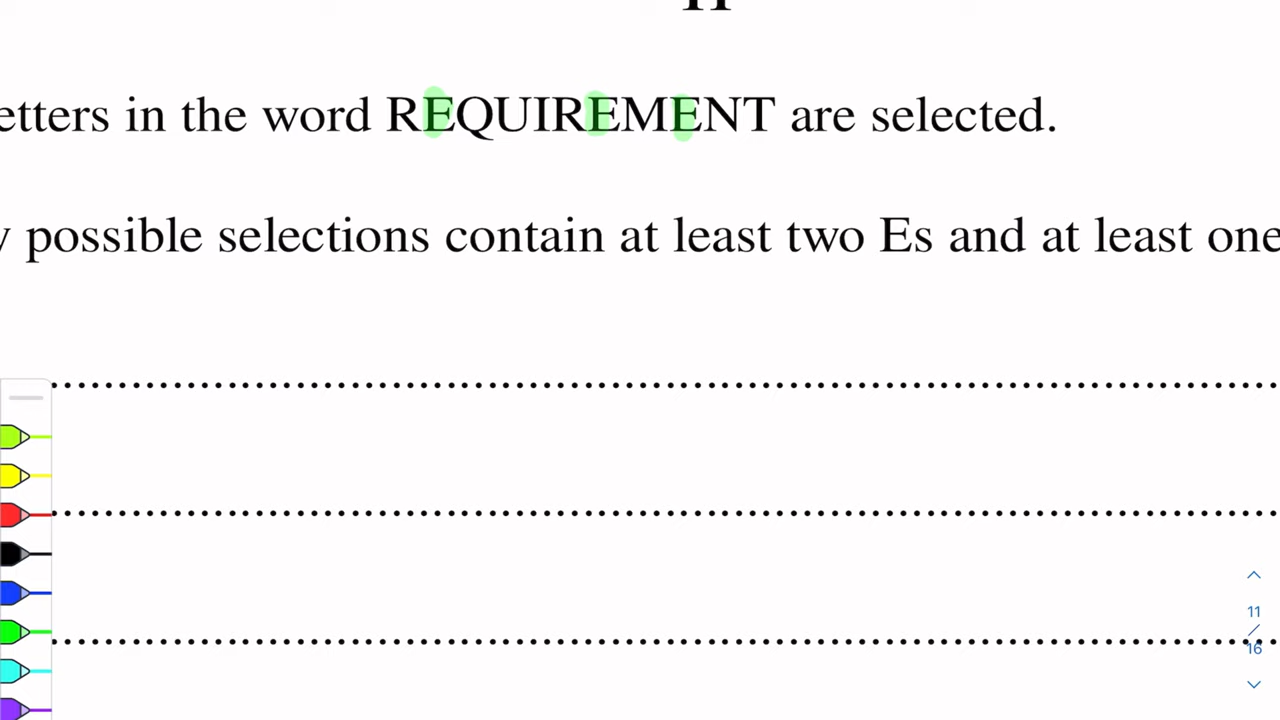 etters in the word REQUIREMENT are selected.
y possible selections contain at least two Es and at least one
11
/
16